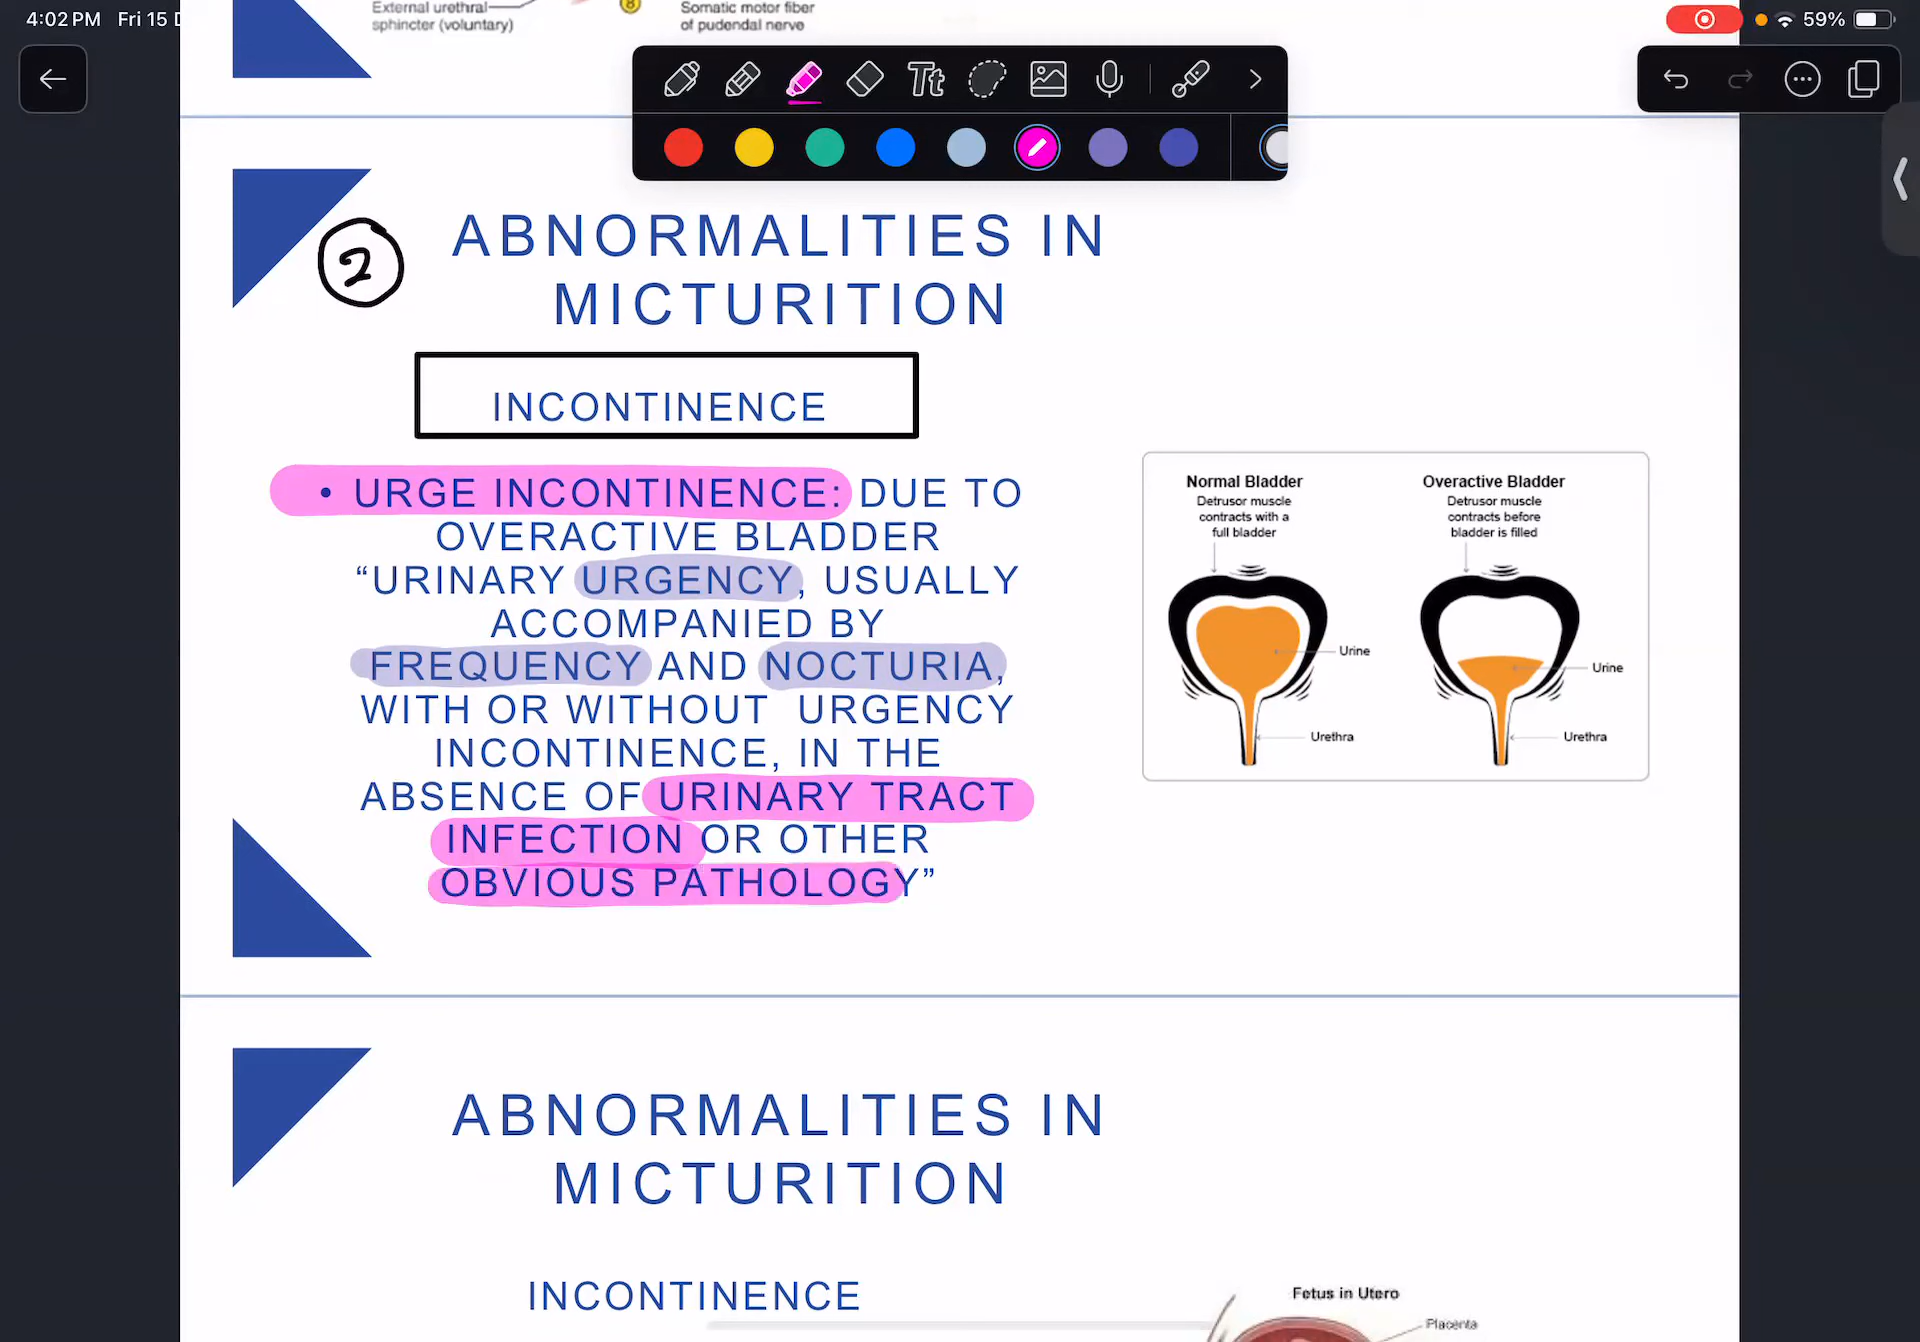 4:02 PM Fri 15 D
59%
External urethral
sphincter (voluntary)
8
Somatic motor fiber
of pudendal nerve
Tt
2
ABNORMALITIES IN
MICTURITION
INCONTINENCE
• URGE INCONTINENCE: DUE TO
OVERACTIVE BLADDER
“URINARY URGENCY, USUALLY
ACCOMPANIED BY
FREQUENCY AND NOCTURIA,
WITH OR WITHOUT URGENCY
INCONTINENCE, IN THE
ABSENCE OF URINARY TRACT
INFECTION OR OTHER
OBVIOUS PATHOLOGY”
Normal Bladder
Detrusor muscle
contracts with a
full bladder
Urine
Urethra
Overactive Bladder
Detrusor muscle
contracts before
bladder is filled
Urine
Urethra
ABNORMALITIES IN
MICTURITION
INCONTINENCE
Fetus in Utero
Placenta